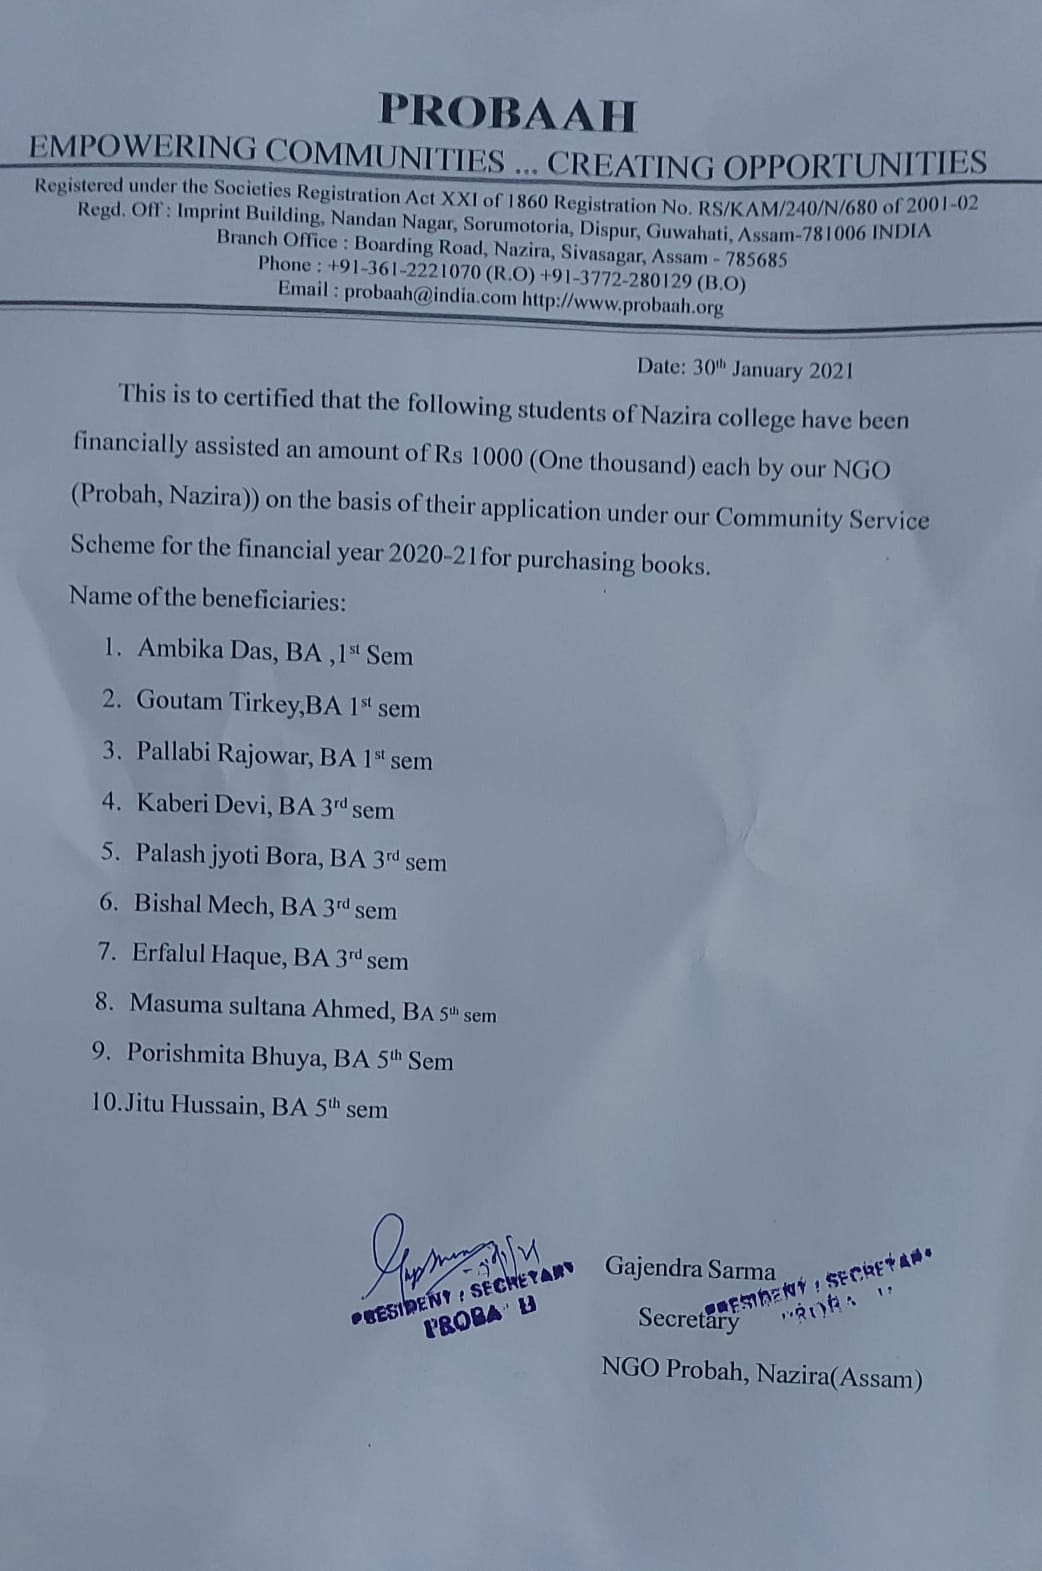 PROBAAH
EMPOWERING COMMUNITIES ... CREATING OPPORTUNITIES
Registered under the Societies Registration Act XXI of 1860 Registration No. RS/KAM/240/N/680 of 2001-02
Regd. Off : Imprint Building, Nandan Nagar, Sorumotoria, Dispur, Guwahati, Assam-781006 INDIA
Branch Office : Boarding Road, Nazira, Sivasagar, Assam - 785685
Phone : +91-361-2221070 (R.O) +91-3772-280129 (B.O)
Email : probaah@india.com http://www.probaah.org
Date: 30th January 2021
This is to certified that the following students of Nazira college have been
financially assisted an amount of Rs 1000 (One thousand) each by our NGO
(Probah, Nazira)) on the basis of their application under our Community Service
Scheme for the financial year 2020-21for purchasing books.
Name of the beneficiaries:
1. Ambika Das, BA ,1st Sem
2. Goutam Tirkey,BA 1st sem
3. Pallabi Rajowar, BA 1st sem
4. Kaberi Devi, BA 3rd sem
5. Palash jyoti Bora, BA 3rd sem
6. Bishal Mech, BA 3rd sem
7. Erfalul Haque, BA 3rd sem
8. Masuma sultana Ahmed, BA 5th sem
9. Porishmita Bhuya, BA 5th Sem
10.Jitu Hussain, BA 5th sem
PRESIDENT / SECRETARY
Gajendra Sarma
PRESIDENT / SECRETARY
Secretary
NGO Probah, Nazira(Assam)